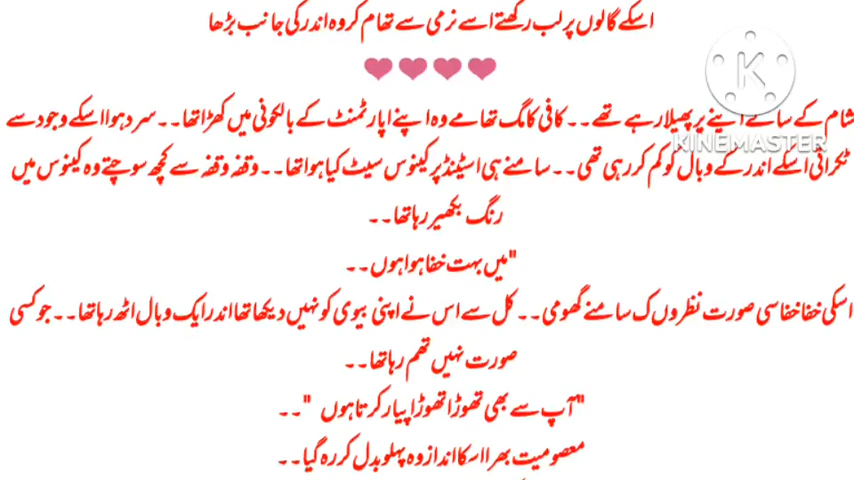 اسکے گالوں پر لب رکھتے اسے نرمی سے تھام کر وہ اندر کی جانب بڑھا
شام کے سائے اپنے پر پھیلا رہے تھے۔۔ کافی کا مگ تھامے وہ اپنے اپارٹمنٹ کے بالکونی میں کھڑا تھا۔۔ سرد ہوا اسکے وجود سے
ٹکراتی اسکے اندر کے وبال کو کم کر رہی تھی۔۔ سامنے ہی اسٹینڈ پر کینوس سیٹ کیا ہوا تھا۔۔ وقفہ وقفہ سے کچھ سوچتے وہ کینوس میں
رنگ بکھیر رہا تھا۔۔
"میں بہت خفا ہوا ہوں۔۔
اسکی خفا خفا سی صورت نظروں ک سامنے گھومی۔۔ کل سے اس نے اپنی بیوی کو نہیں دیکھا تھا اندر ایک وبال اٹھ رہا تھا۔۔ جو کسی
صورت نہیں تھم رہا تھا۔۔
"آپ سے بھی تھوڑا تھوڑا پیار کرتا ہوں "۔۔
معصومیت بھرا اسکا انداز وہ پہلو بدل کر رہ گیا۔۔
K
KINEMASTER